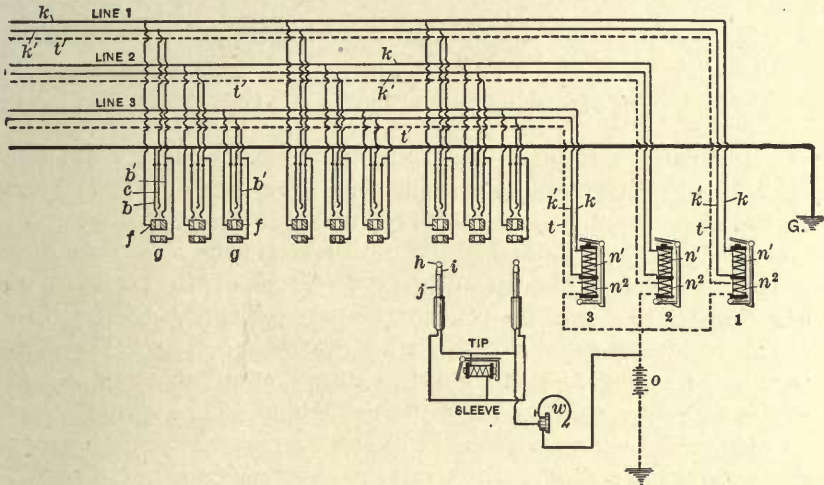 k LINE 1
k′ t′
LINE 2 k
t′ k′
LINE 3
t′
b′ b′
c k′ k k′ k
b t t G.
f f
g g
h i n′ n′ n′
j n² n² n²
3 2 1
TIP
o
SLEEVE w